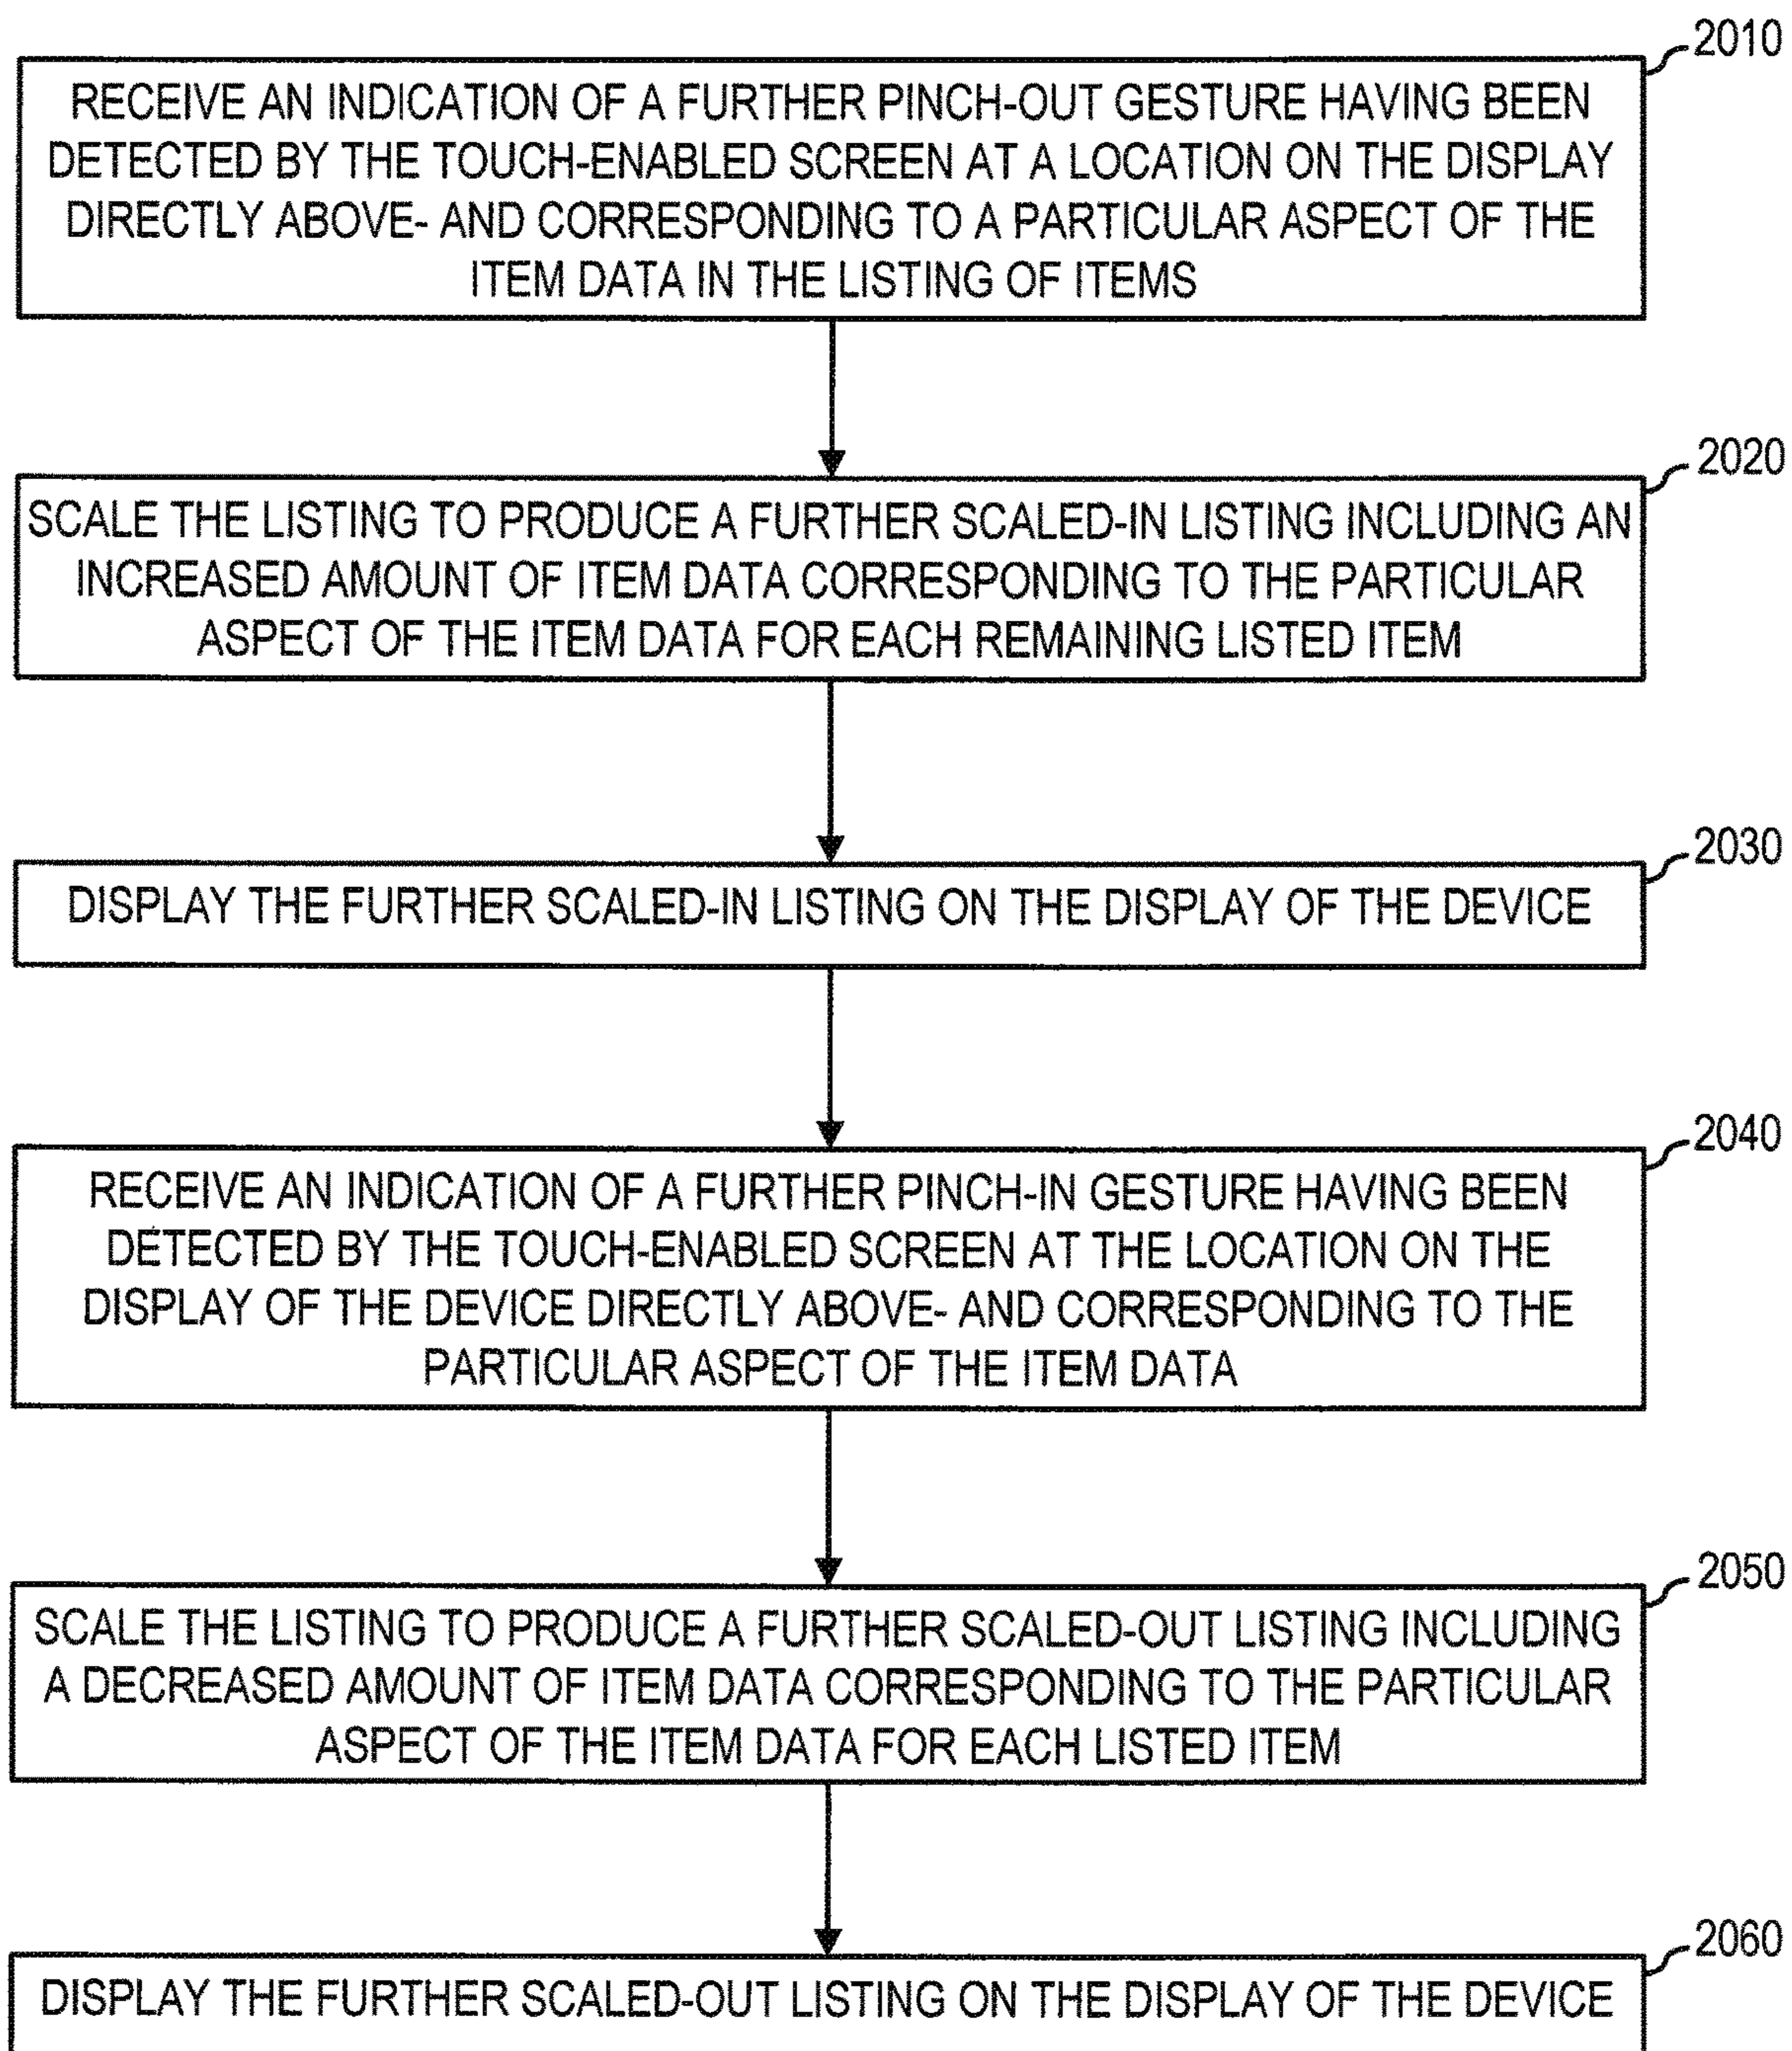 2010
RECEIVE AN INDICATION OF A FURTHER PINCH-OUT GESTURE HAVING BEEN
DETECTED BY THE TOUCH-ENABLED SCREEN AT A LOCATION ON THE DISPLAY
DIRECTLY ABOVE- AND CORRESPONDING TO A PARTICULAR ASPECT OF THE
ITEM DATA IN THE LISTING OF ITEMS
2020
SCALE THE LISTING TO PRODUCE A FURTHER SCALED-IN LISTING INCLUDING AN
INCREASED AMOUNT OF ITEM DATA CORRESPONDING TO THE PARTICULAR
ASPECT OF THE ITEM DATA FOR EACH REMAINING LISTED ITEM
2030
DISPLAY THE FURTHER SCALED-IN LISTING ON THE DISPLAY OF THE DEVICE
2040
RECEIVE AN INDICATION OF A FURTHER PINCH-IN GESTURE HAVING BEEN
DETECTED BY THE TOUCH-ENABLED SCREEN AT THE LOCATION ON THE
DISPLAY OF THE DEVICE DIRECTLY ABOVE- AND CORRESPONDING TO THE
PARTICULAR ASPECT OF THE ITEM DATA
2050
SCALE THE LISTING TO PRODUCE A FURTHER SCALED-OUT LISTING INCLUDING
A DECREASED AMOUNT OF ITEM DATA CORRESPONDING TO THE PARTICULAR
ASPECT OF THE ITEM DATA FOR EACH LISTED ITEM
2060
DISPLAY THE FURTHER SCALED-OUT LISTING ON THE DISPLAY OF THE DEVICE